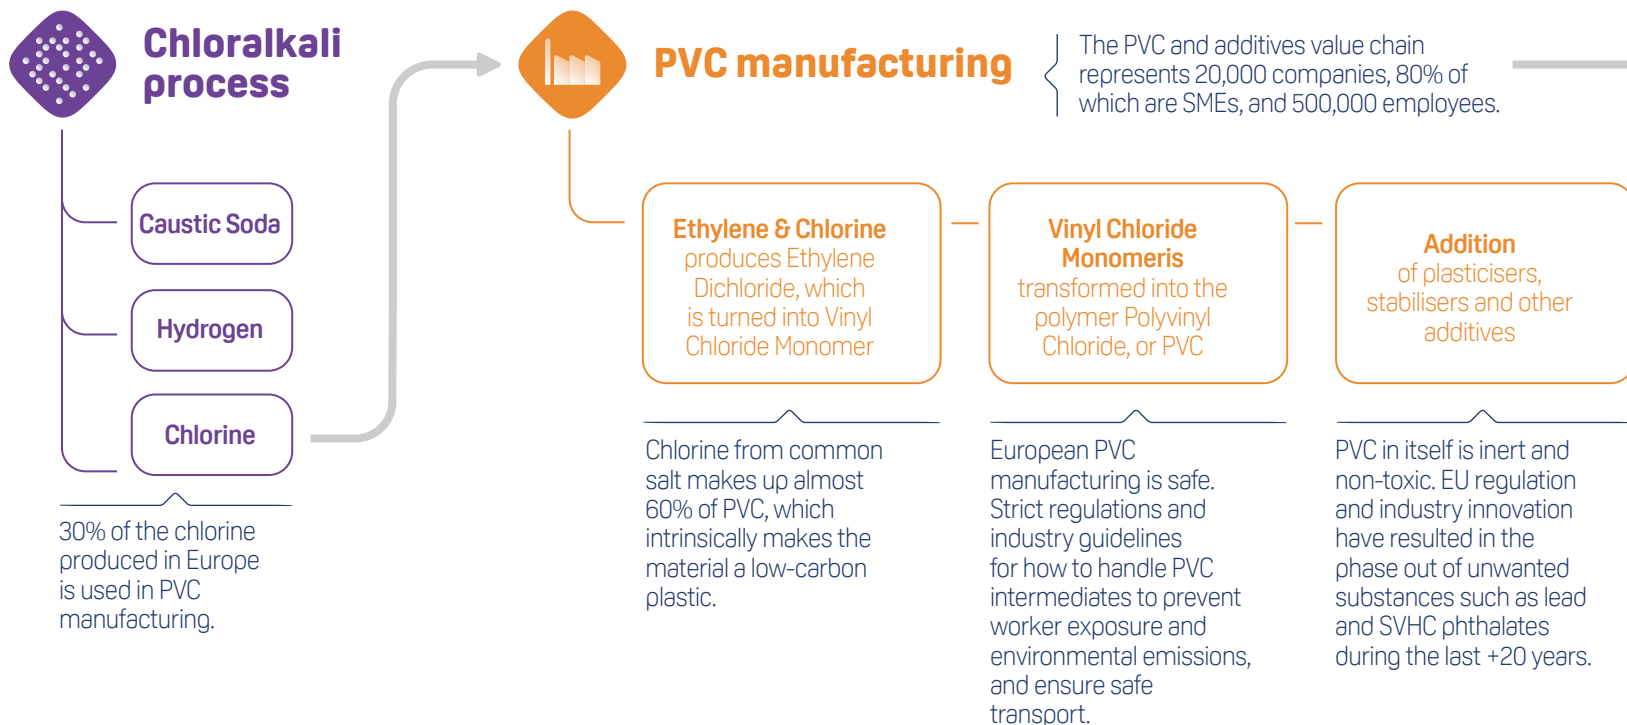 Chloralkali
process
PVC manufacturing
The PVC and additives value chain
represents 20,000 companies, 80% of
which are SMEs, and 500,000 employees.
Caustic Soda
Hydrogen
Chlorine
30% of the chlorine
produced in Europe
is used in PVC
manufacturing.
Ethylene & Chlorine
produces Ethylene
Dichloride, which
is turned into Vinyl
Chloride Monomer
Chlorine from common
salt makes up almost
60% of PVC, which
intrinsically makes the
material a low-carbon
plastic.
Vinyl Chloride
Monomeris
transformed into the
polymer Polyvinyl
Chloride, or PVC
European PVC
manufacturing is safe.
Strict regulations and
industry guidelines
for how to handle PVC
intermediates to prevent
worker exposure and
environmental emissions,
and ensure safe
transport.
Addition
of plasticisers,
stabilisers and other
additives
PVC in itself is inert and
non-toxic. EU regulation
and industry innovation
have resulted in the
phase out of unwanted
substances such as lead
and SVHC phthalates
during the last +20 years.